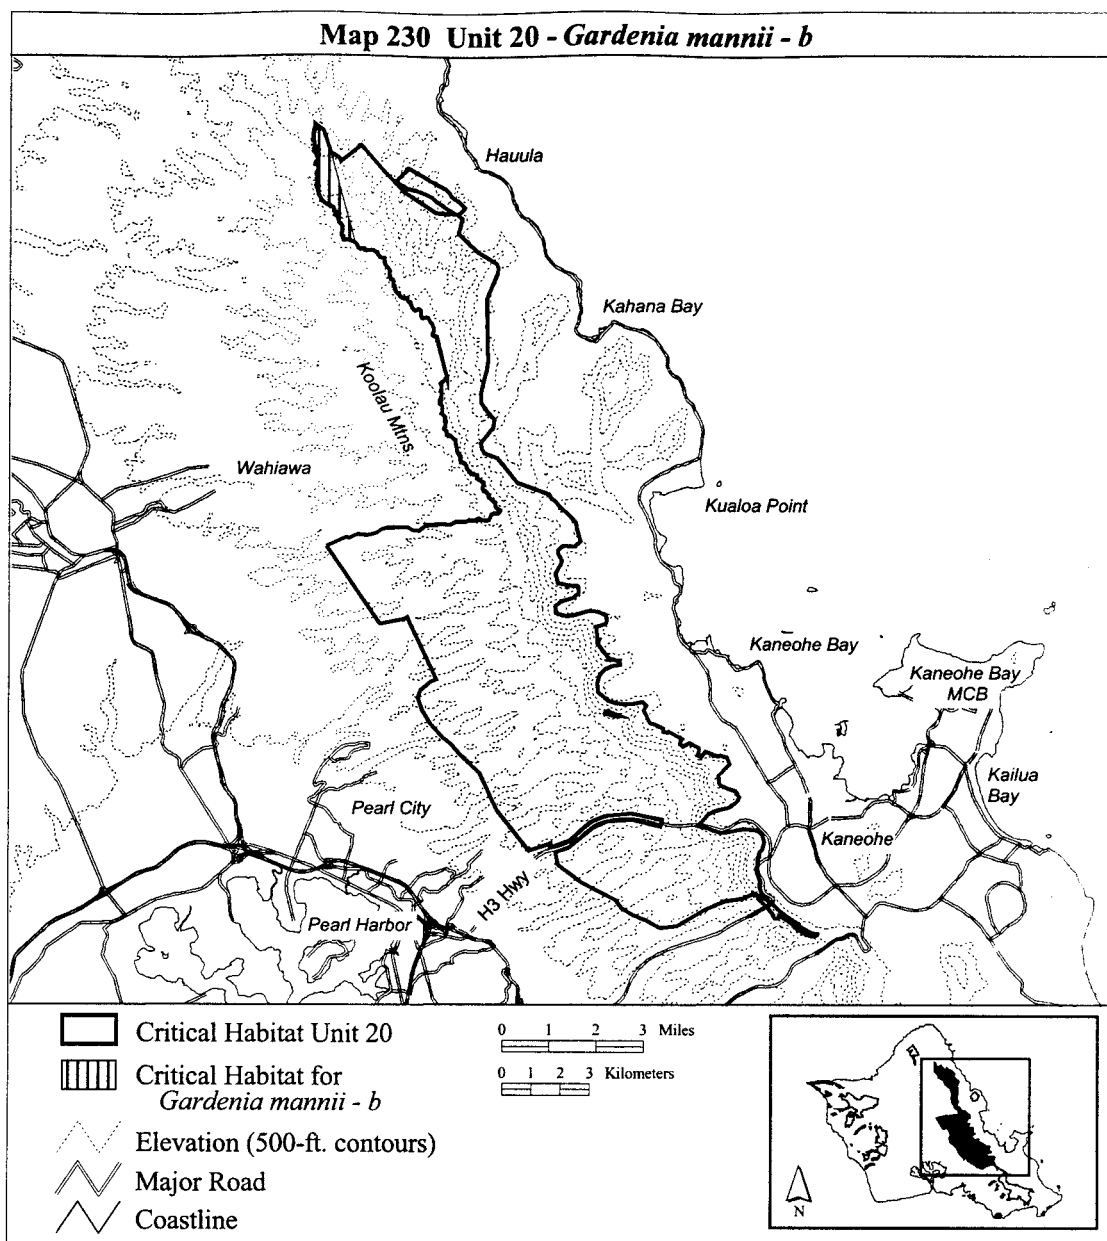 Map 230 Unit 20 - Gardenia mannii - b
Hauula
Kahana Bay
Koolau Mtns
Wahiawa
Kualoa Point
Kaneohe Bay
Kaneohe Bay
MCB
Kailua
Bay
Pearl City
Kaneohe
H3 Hwy
Pearl Harbor
Critical Habitat Unit 20
Critical Habitat for
Gardenia mannii - b
Elevation (500-ft. contours)
Major Road
Coastline
0 1 2 3 Miles
0 1 2 3 Kilometers
N